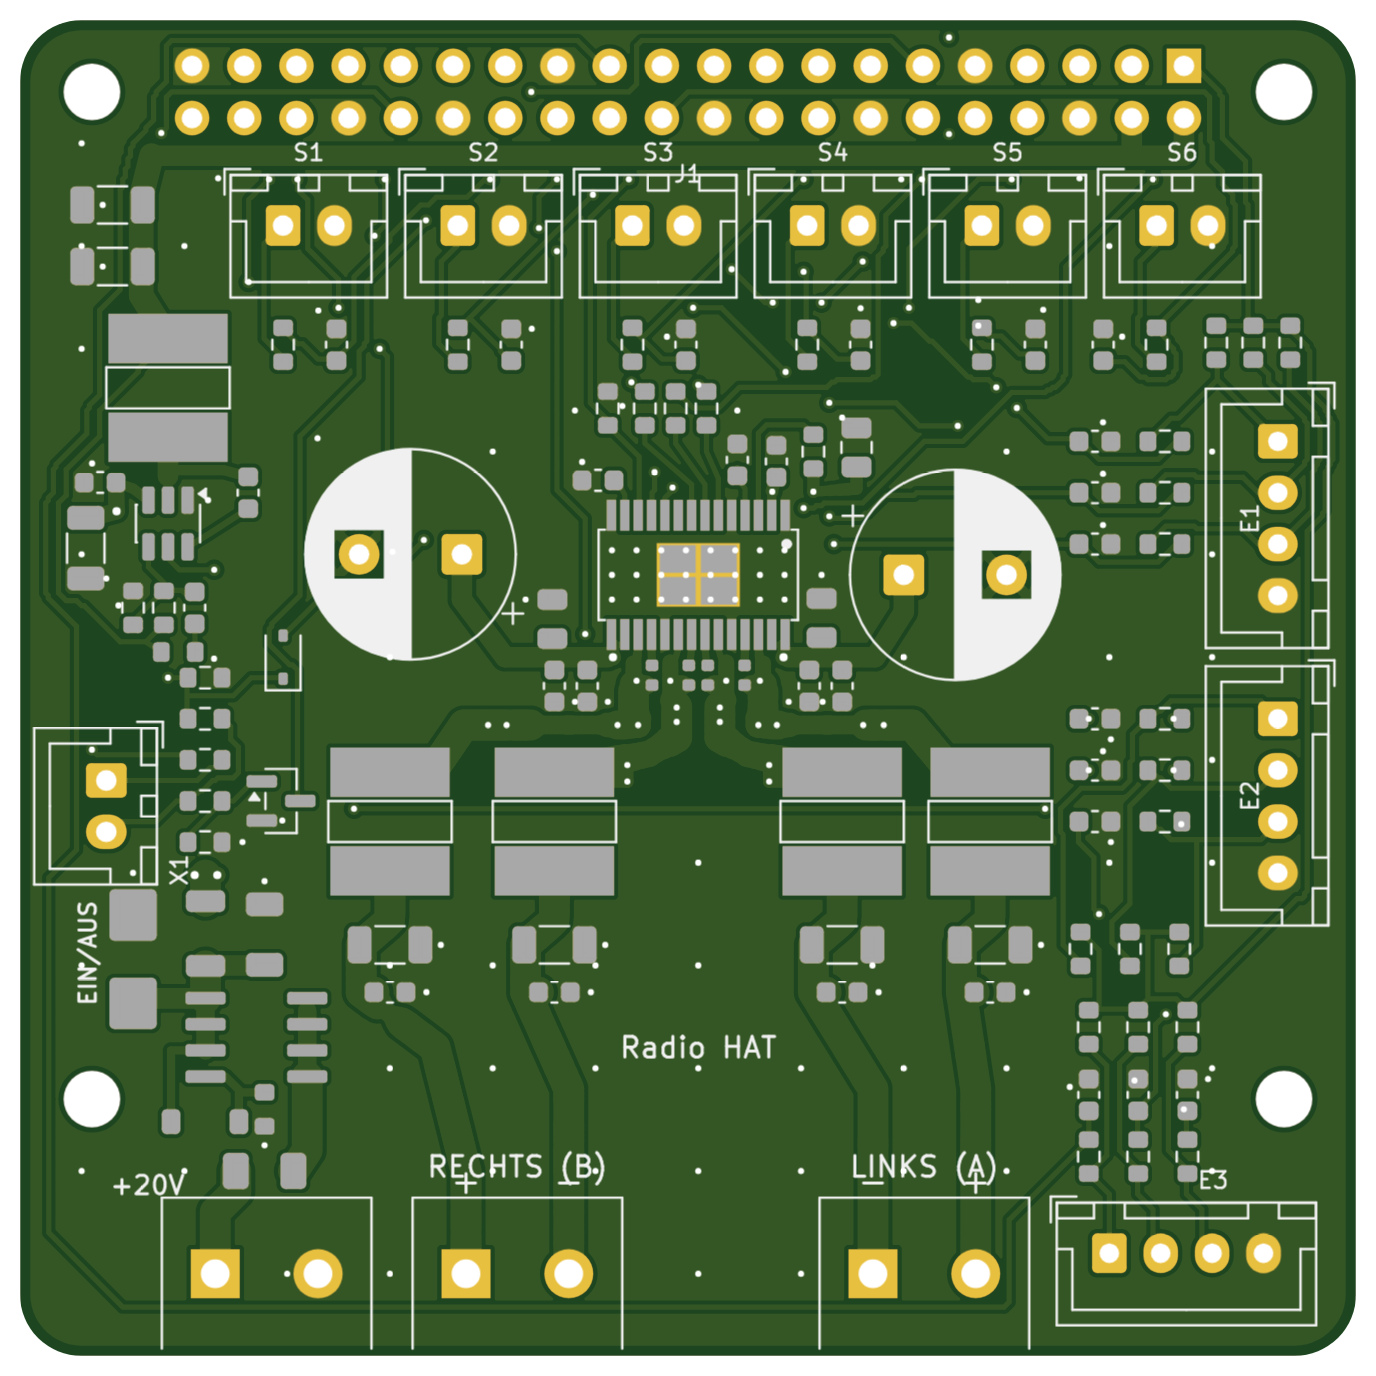 S1 S2 S3 S4 S5 S6
J1
+
E1
+
E2
X1
EIN/AUS
Radio HAT
RECHTS (B) LINKS (A)
+20V + − − +
E3